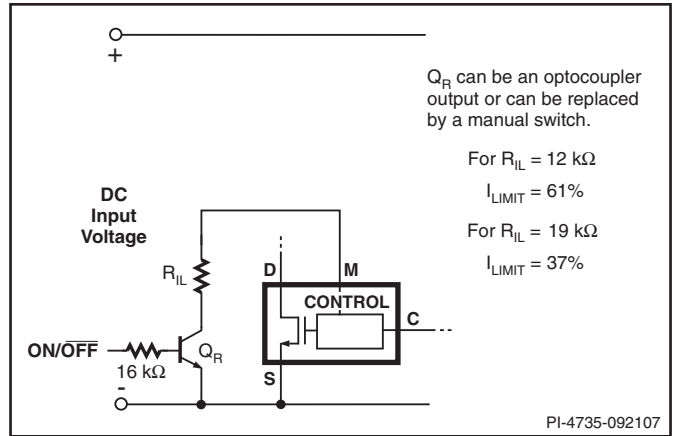 +
Q_R can be an optocoupler
output or can be replaced
by a manual switch.
For R_IL = 12 kΩ
I_LIMIT = 61%
For R_IL = 19 kΩ
I_LIMIT = 37%
DC
Input
Voltage
R_IL
D
M
CONTROL
C
ON/O̅F̅F̅
16 kΩ
Q_R
S
-
PI-4735-092107